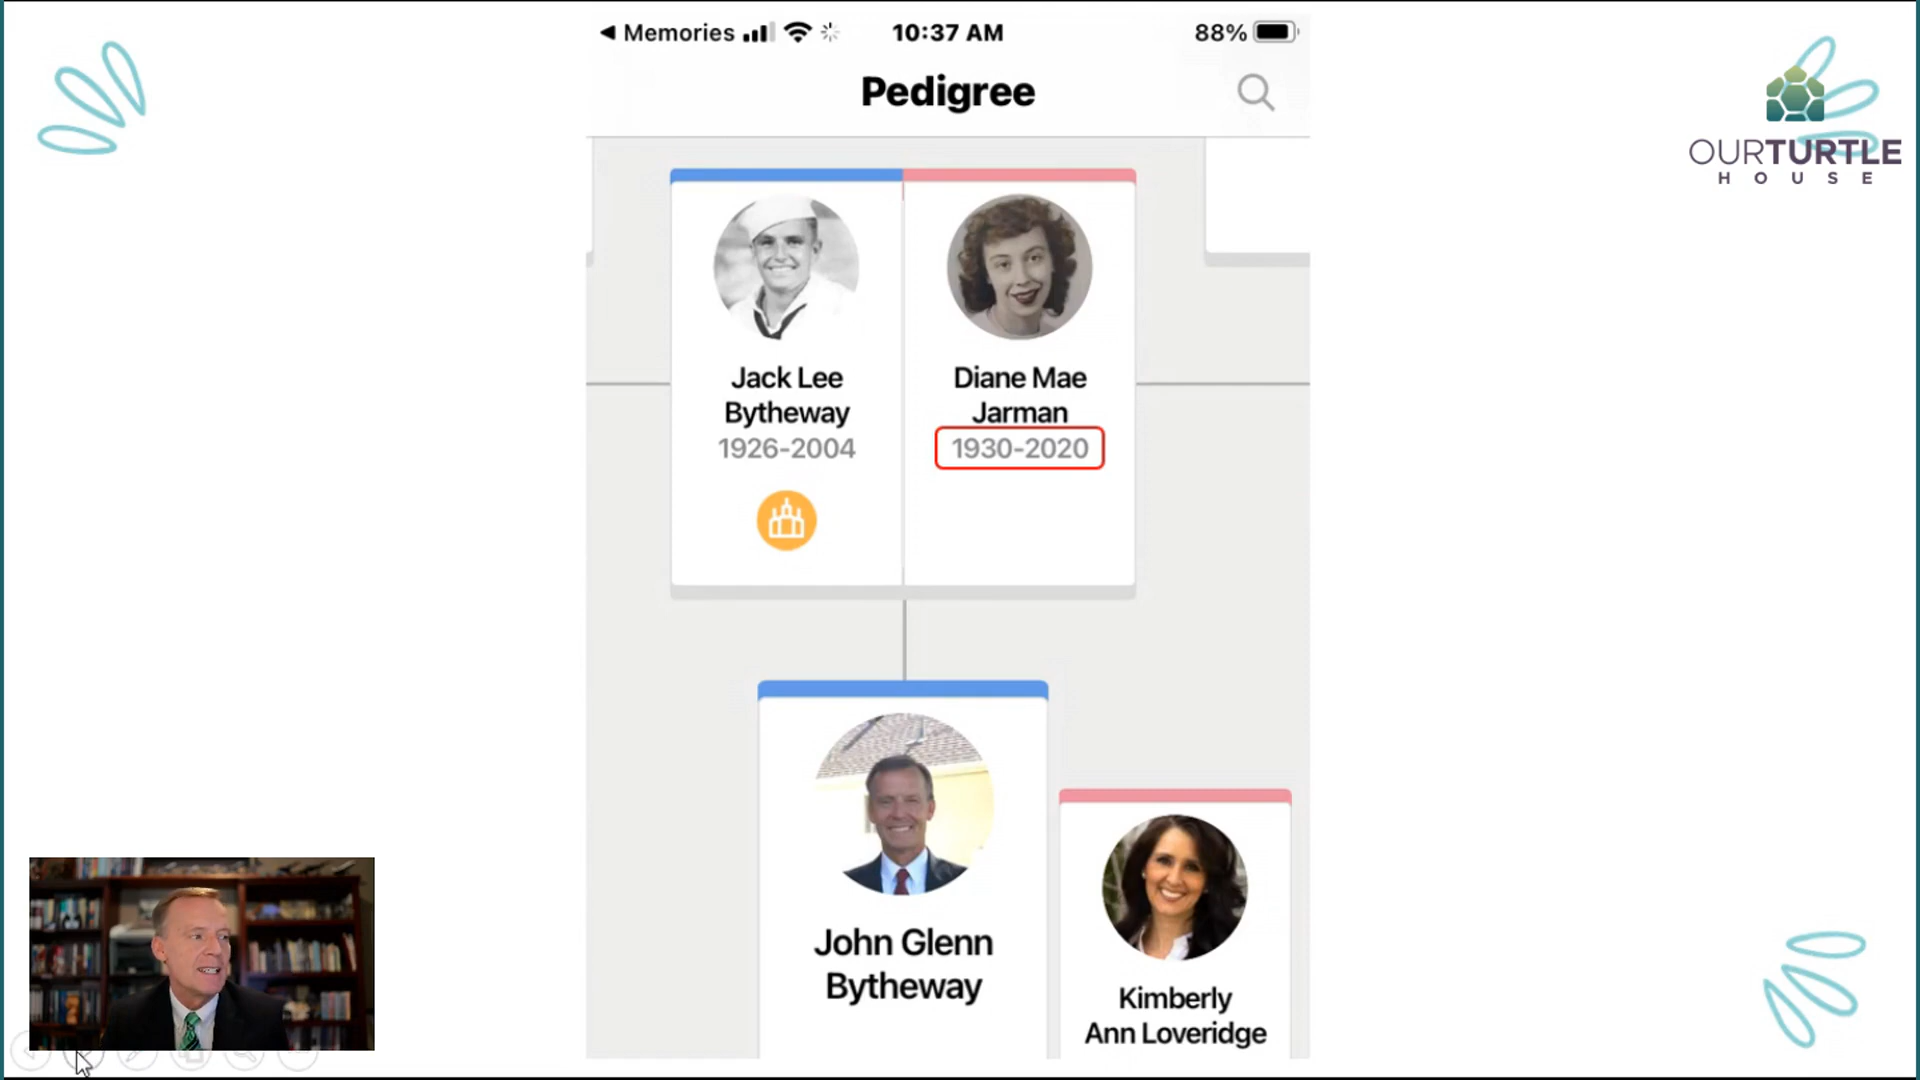 Memories
10:37 AM
88%
Pedigree
OURTURTLE
HOUSE
Jack Lee
Bytheway
1926-2004
Diane Mae
Jarman
1930-2020
John Glenn
Bytheway
Kimberly
Ann Loveridge